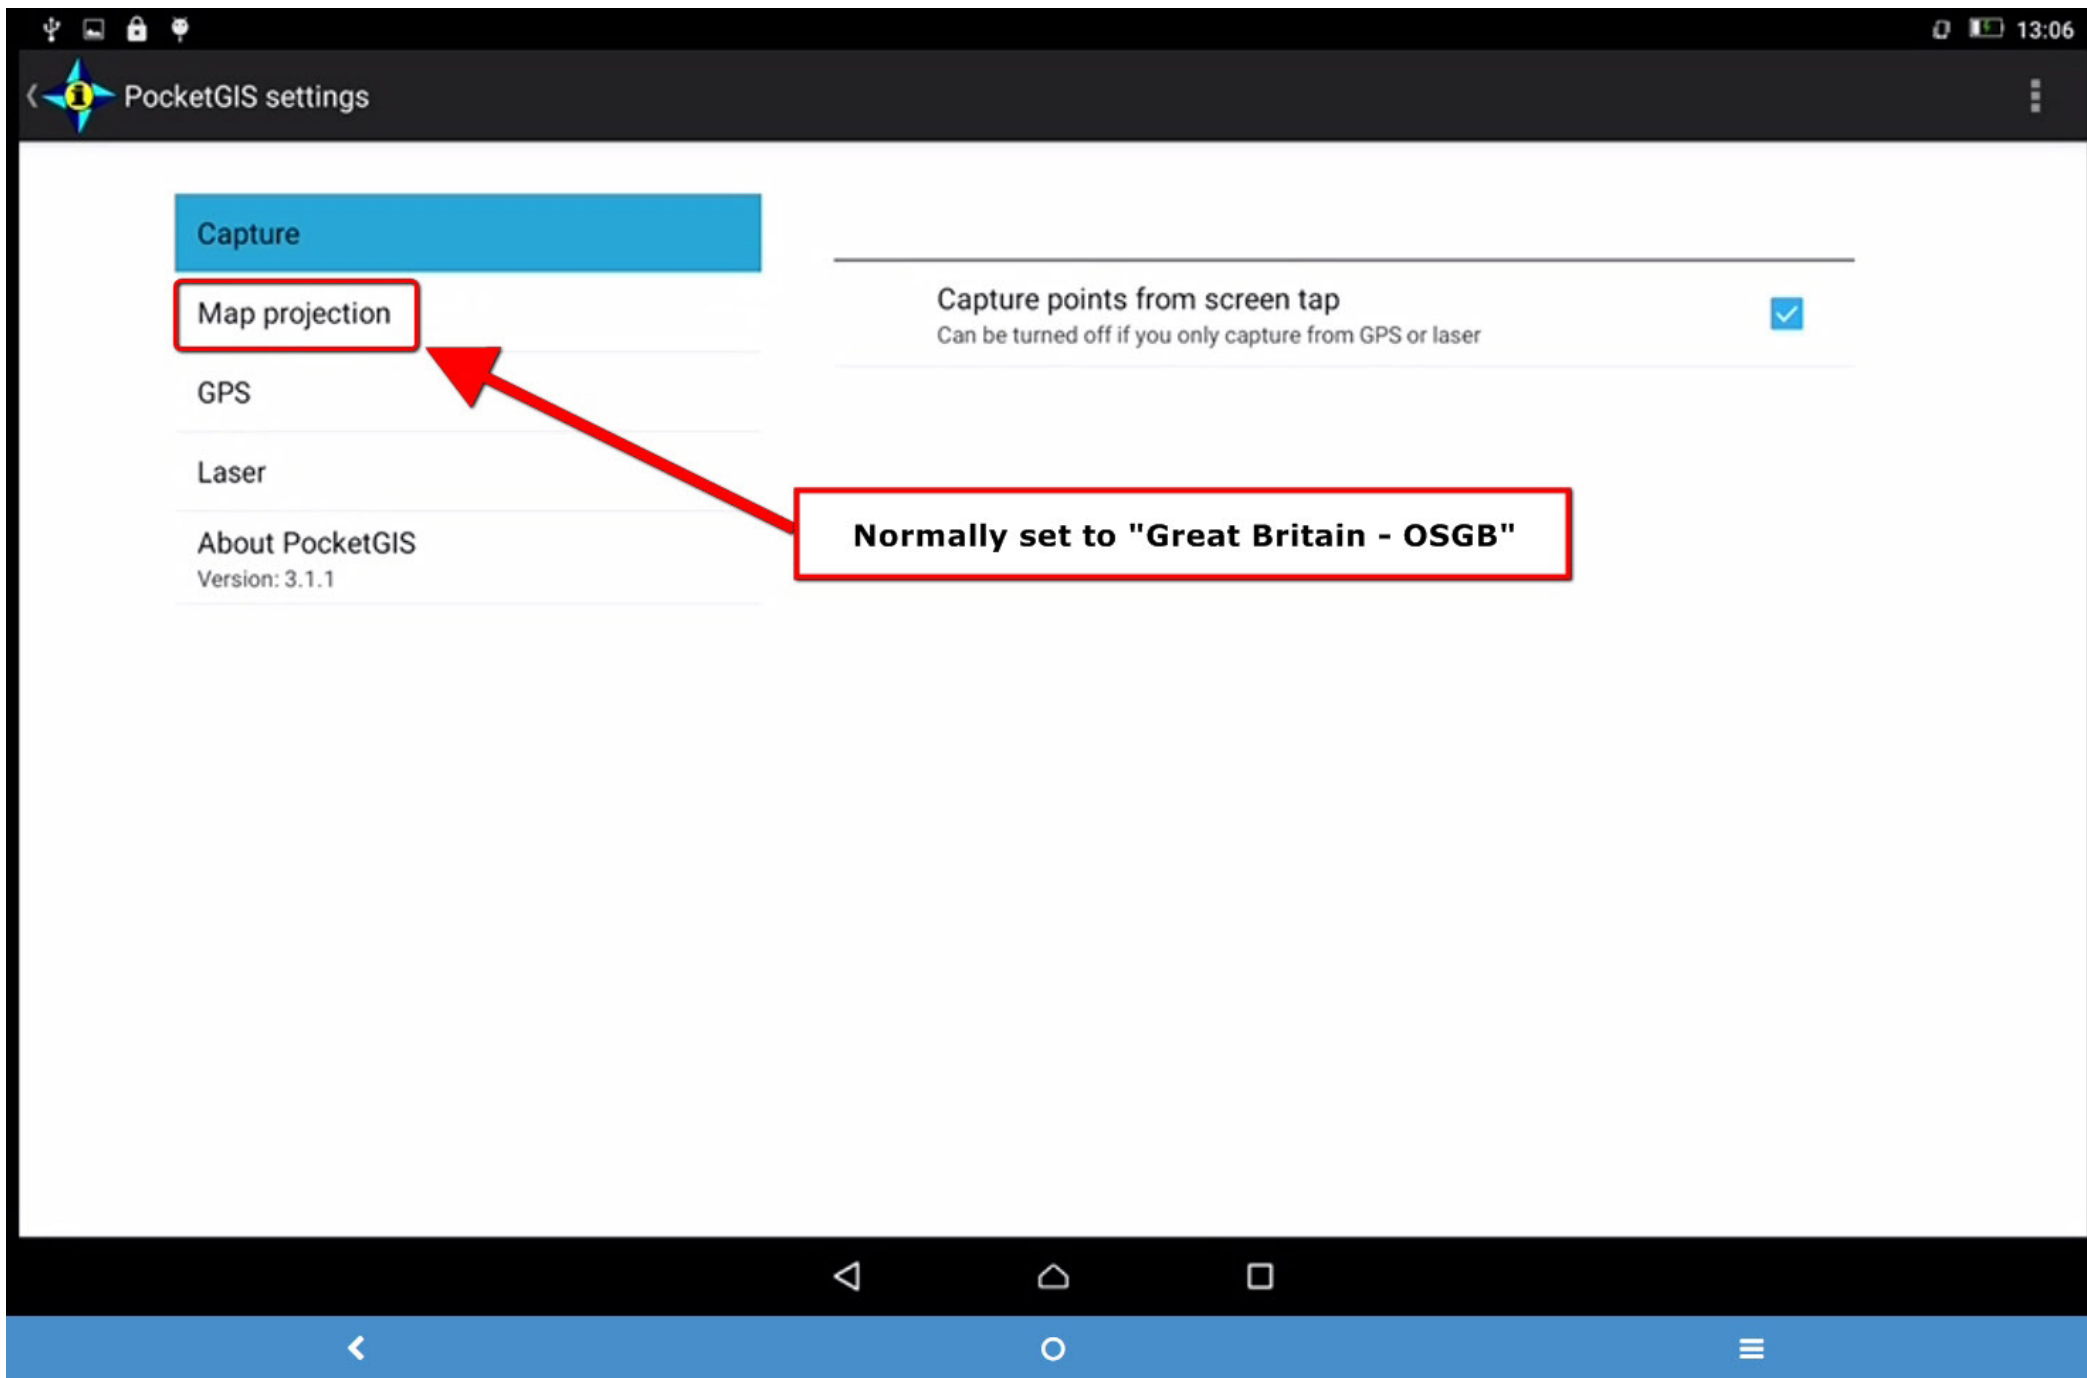 13:06
PocketGIS settings
Capture
Map projection
GPS
Laser
About PocketGIS
Version: 3.1.1
Capture points from screen tap
Can be turned off if you only capture from GPS or laser
Normally set to "Great Britain - OSGB"